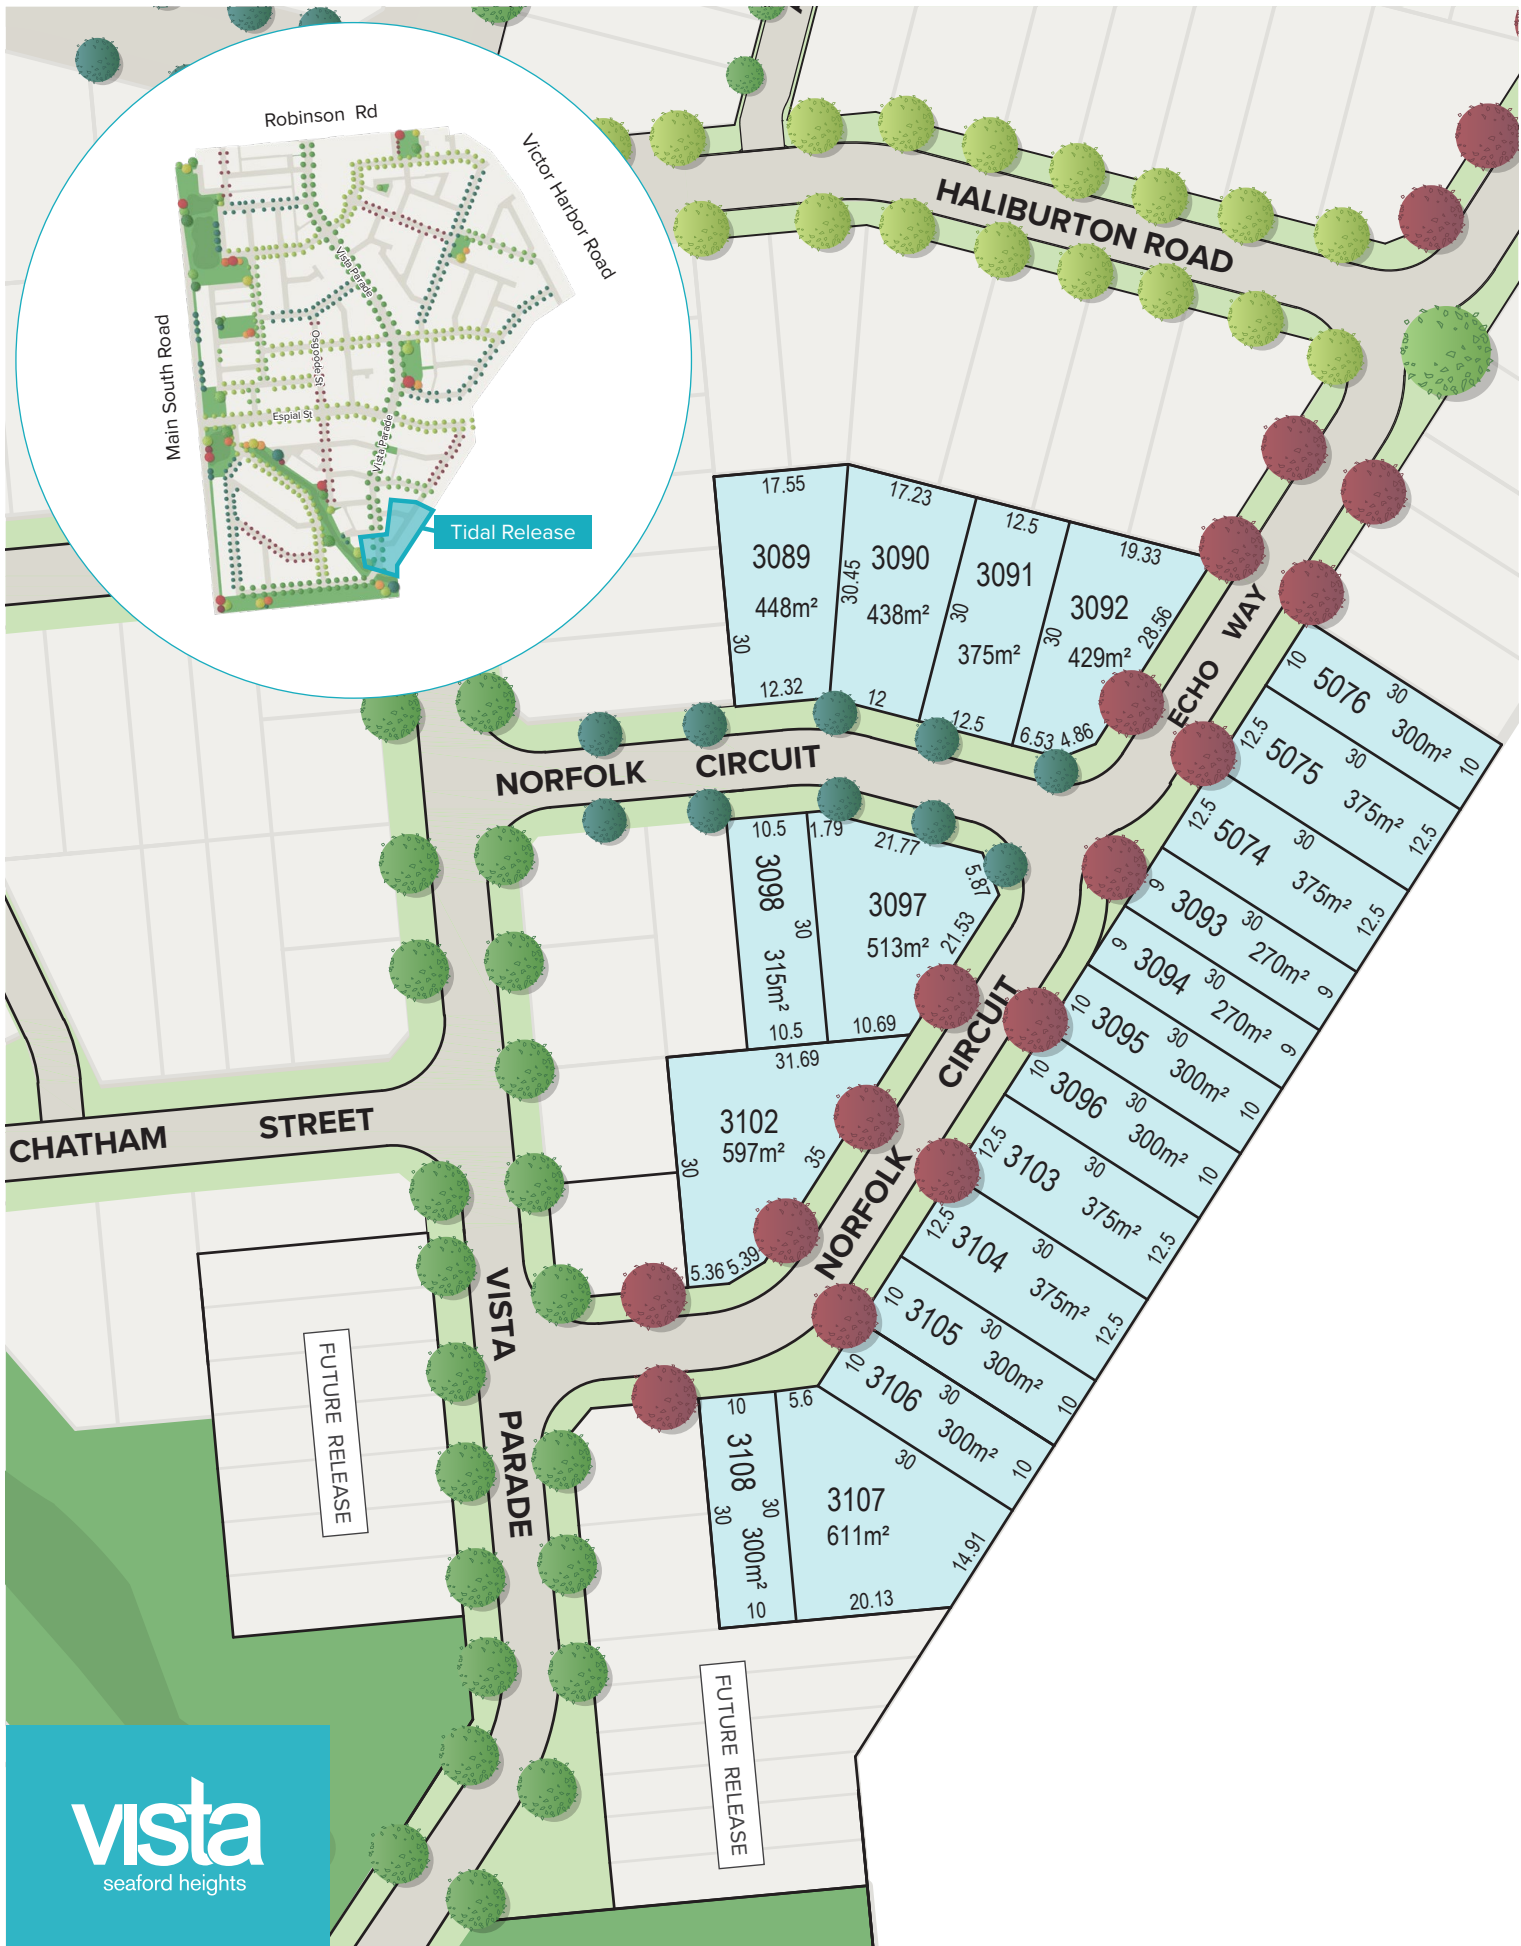 Robinson Rd
Victor Harbor Road
Main South Road
Vista Parade
Osgoode St
Espial St
Vista Parade
Tidal Release
HALIBURTON ROAD
ECHO WAY
NORFOLK CIRCUIT
NORFOLK CIRCUIT
CHATHAM STREET
VISTA PARADE
17.55
3089
448m²
30
12.32
17.23
3090
438m²
30.45
12
12.5
3091
375m²
30
12.5
19.33
3092
429m²
30
28.56
6.53
4.86
10
5076
30
300m²
10
12.5
5075
30
375m²
12.5
12.5
5074
30
375m²
12.5
9
3093
30
270m²
9
9
3094
30
270m²
9
10
3095
30
300m²
10
10
3096
30
300m²
10
12.5
3103
30
375m²
12.5
12.5
3104
30
375m²
12.5
10
3105
30
300m²
10
10
3106
30
300m²
10
10.5
3098
30
315m²
10.5
1.79
21.77
5.87
3097
513m²
21.53
10.69
31.69
3102
597m²
30
35
5.36
5.39
10
3108
30
30
300m²
10
5.6
30
3107
611m²
14.91
20.13
FUTURE RELEASE
FUTURE RELEASE
vista
seaford heights